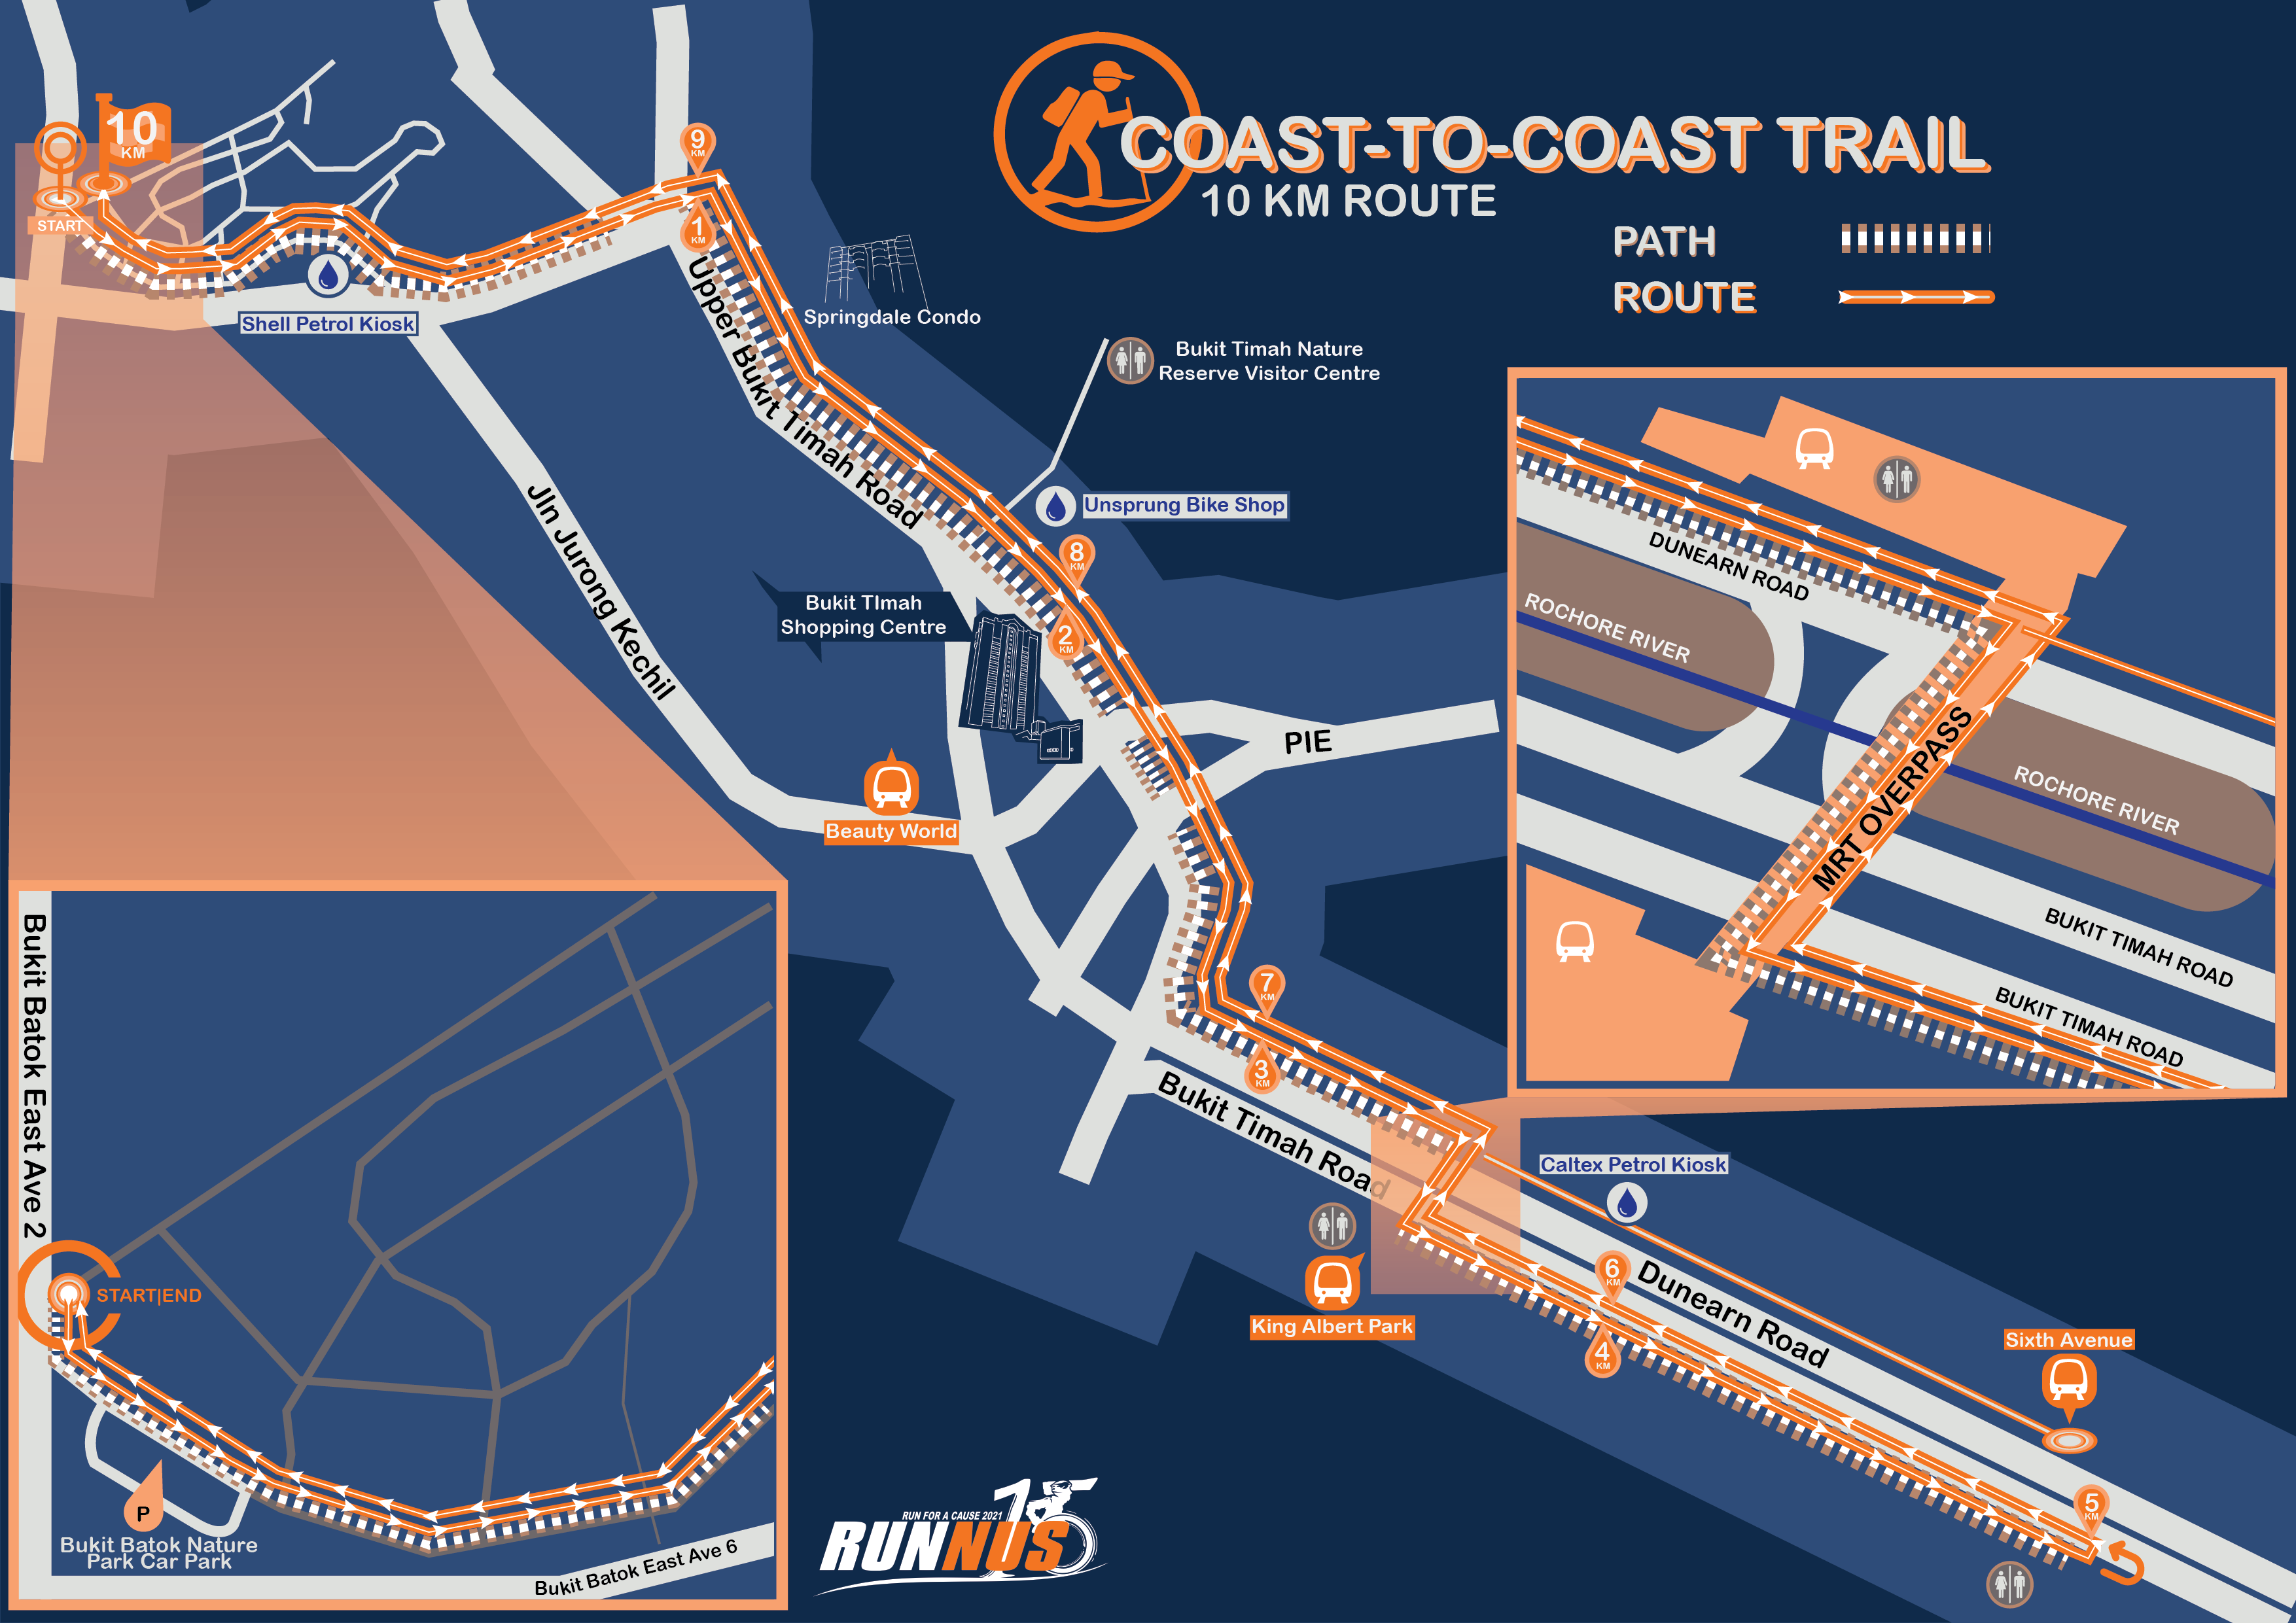 COAST-TO-COAST TRAIL
10 KM ROUTE
PATH
ROUTE
10
KM
START
9
KM
1
KM
Shell Petrol Kiosk
Springdale Condo
Upper Bukit Timah Road
Bukit Timah Nature
Reserve Visitor Centre
Jln Jurong Kechil
Unsprung Bike Shop
8
KM
2
KM
Bukit TImah
Shopping Centre
PIE
Beauty World
7
KM
3
KM
Bukit Timah Road
DUNEARN ROAD
ROCHORE RIVER
MRT OVERPASS
ROCHORE RIVER
BUKIT TIMAH ROAD
BUKIT TIMAH ROAD
Caltex Petrol Kiosk
King Albert Park
6
KM
4
KM
Dunearn Road
Sixth Avenue
5
KM
Bukit Batok East Ave 2
START|END
P
Bukit Batok Nature
Park Car Park
Bukit Batok East Ave 6
RUN FOR A CAUSE 2021
15
RUNNUS